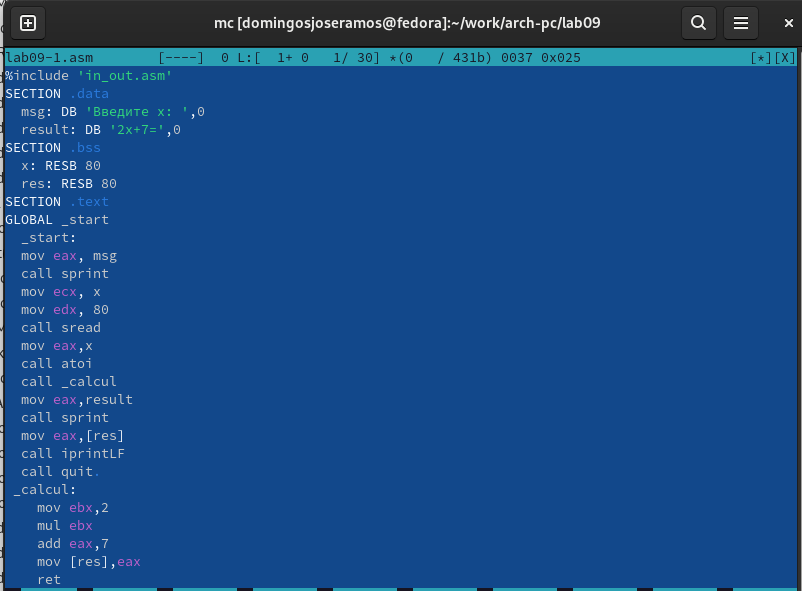 mc [domingosjoseramos@fedora]:~/work/arch-pc/lab09
lab09-1.asm [----] 0 L:[ 1+ 0 1/ 30] *(0 / 431b) 0037 0x025 [*][X]
%include 'in_out.asm'
SECTION .data
msg: DB 'Введите x: ',0
result: DB '2x+7=',0
SECTION .bss
x: RESB 80
res: RESB 80
SECTION .text
GLOBAL _start
_start:
mov eax, msg
call sprint
mov ecx, x
mov edx, 80
call sread
mov eax,x
call atoi
call _calcul
mov eax,result
call sprint
mov eax,[res]
call iprintLF
call quit.
_calcul:
mov ebx,2
mul ebx
add eax,7
mov [res],eax
ret